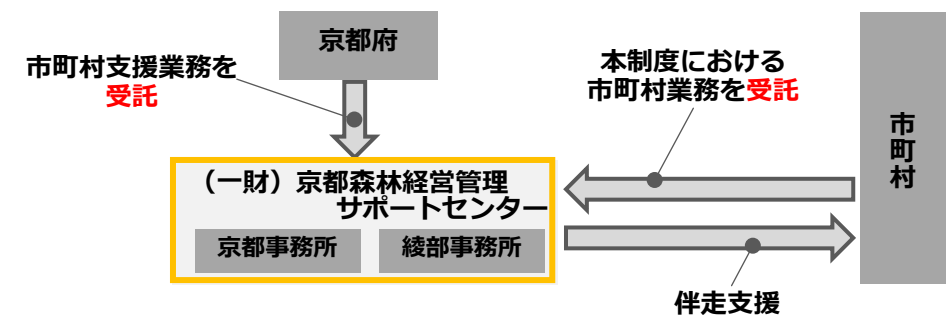 京都府
市町村支援業務を
受託
本制度における
市町村業務を受託
市町村
（一財）京都森林経営管理
サポートセンター
京都事務所
綾部事務所
伴走支援